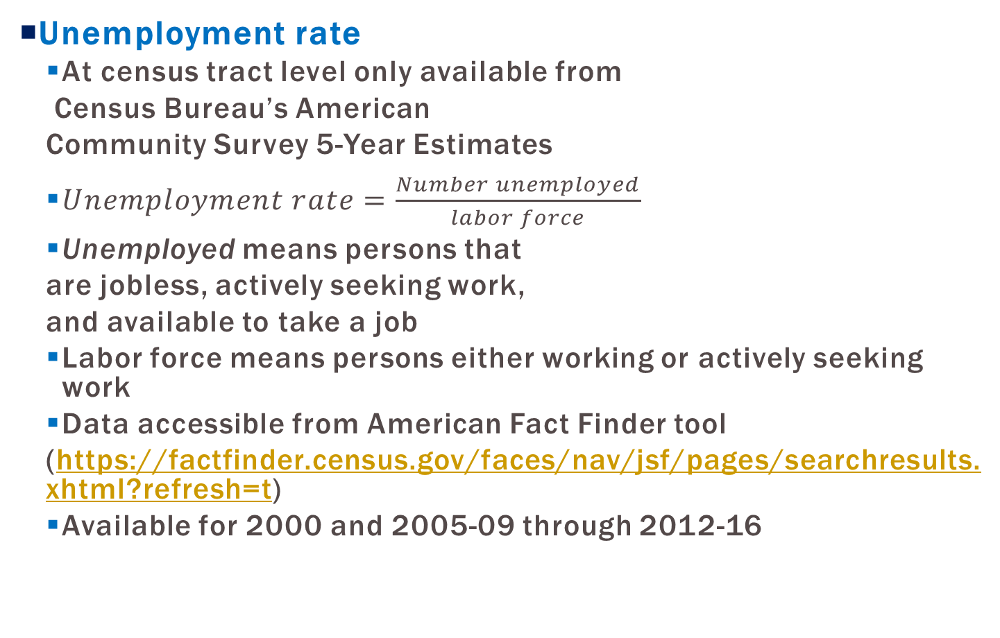 ▪Unemployment rate
▪At census tract level only available from
Census Bureau’s American
Community Survey 5-Year Estimates
▪Unemployment rate = Number unemployed / labor force
▪Unemployed means persons that
are jobless, actively seeking work,
and available to take a job
▪Labor force means persons either working or actively seeking
work
▪Data accessible from American Fact Finder tool
(https://factfinder.census.gov/faces/nav/jsf/pages/searchresults.
xhtml?refresh=t)
▪Available for 2000 and 2005-09 through 2012-16